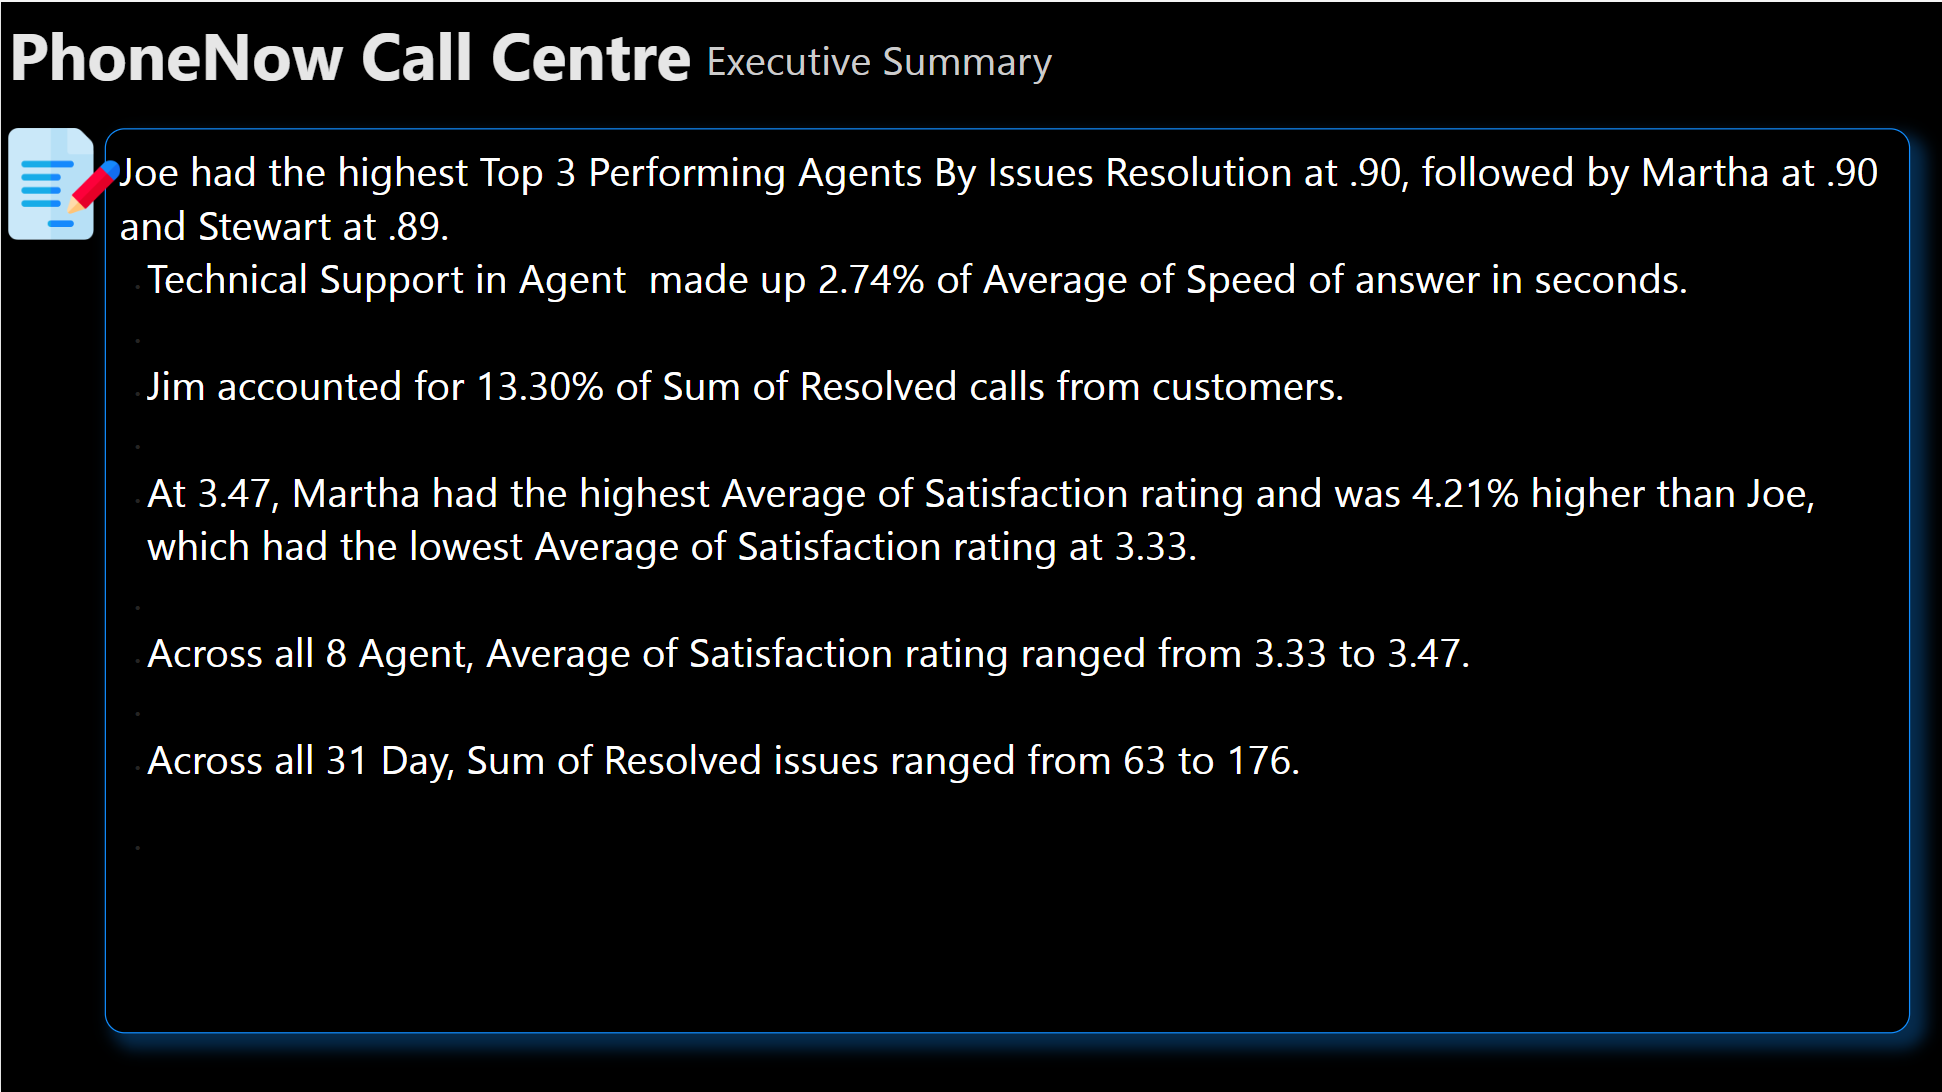 PhoneNow Call Centre Executive Summary
Joe had the highest Top 3 Performing Agents By Issues Resolution at .90, followed by Martha at .90
and Stewart at .89.
Technical Support in Agent  made up 2.74% of Average of Speed of answer in seconds.
Jim accounted for 13.30% of Sum of Resolved calls from customers.
At 3.47, Martha had the highest Average of Satisfaction rating and was 4.21% higher than Joe,
which had the lowest Average of Satisfaction rating at 3.33.
Across all 8 Agent, Average of Satisfaction rating ranged from 3.33 to 3.47.
Across all 31 Day, Sum of Resolved issues ranged from 63 to 176.